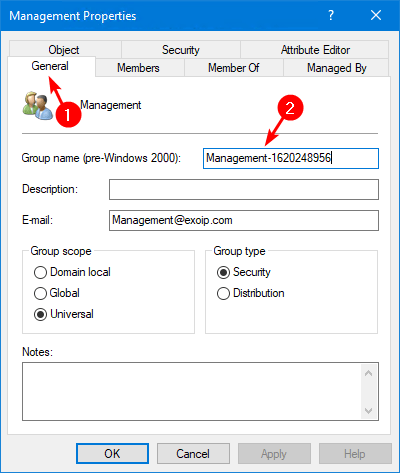 Management Properties
?
Object Security Attribute Editor
General Members Member Of Managed By
1
Management
2
Group name (pre-Windows 2000): Management-1620248956
Description:
E-mail: Management@exoip.com
Group scope Group type
Domain local Security
Global Distribution
Universal
Notes:
OK Cancel Apply Help